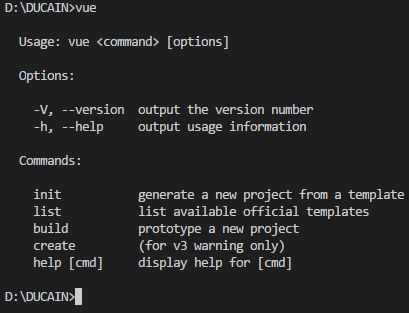 D:\DUCAIN>vue
Usage: vue <command> [options]
Options:
-V, --version  output the version number
-h, --help     output usage information
Commands:
init           generate a new project from a template
list           list available official templates
build          prototype a new project
create         (for v3 warning only)
help [cmd]     display help for [cmd]
D:\DUCAIN>